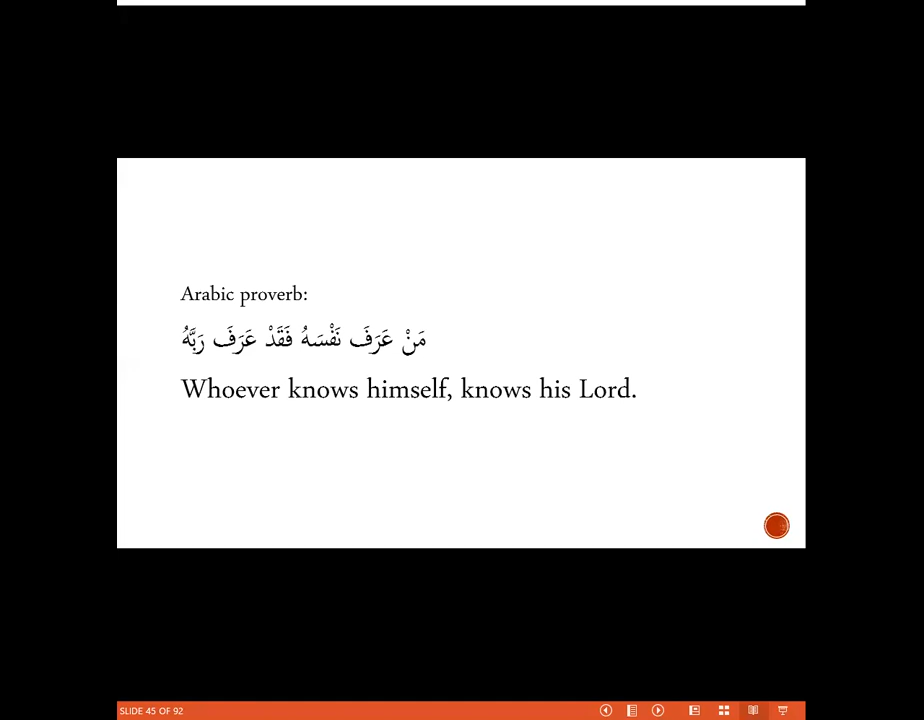 Arabic proverb:
مَنْ عَرَفَ نَفْسَهُ فَقَدْ عَرَفَ رَبَّهُ
Whoever knows himself, knows his Lord.
SLIDE 45 OF 92